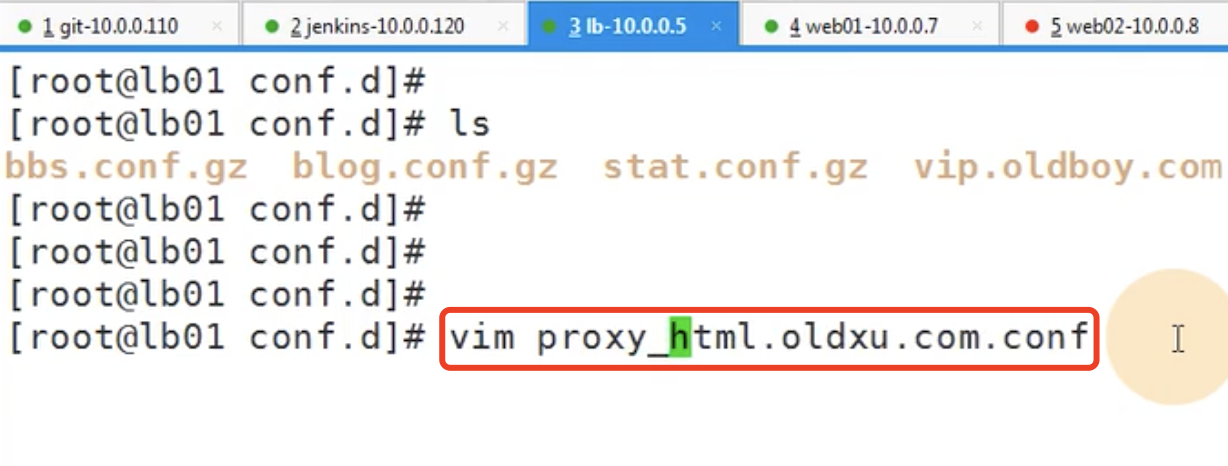 1 git-10.0.0.110 × 2 jenkins-10.0.0.120 × 3 lb-10.0.0.5 × 4 web01-10.0.0.7 × 5 web02-10.0.0.8
[root@lb01 conf.d]#
[root@lb01 conf.d]# ls
bbs.conf.gz blog.conf.gz stat.conf.gz vip.oldboy.com
[root@lb01 conf.d]#
[root@lb01 conf.d]#
[root@lb01 conf.d]#
[root@lb01 conf.d]# vim proxy_html.oldxu.com.conf